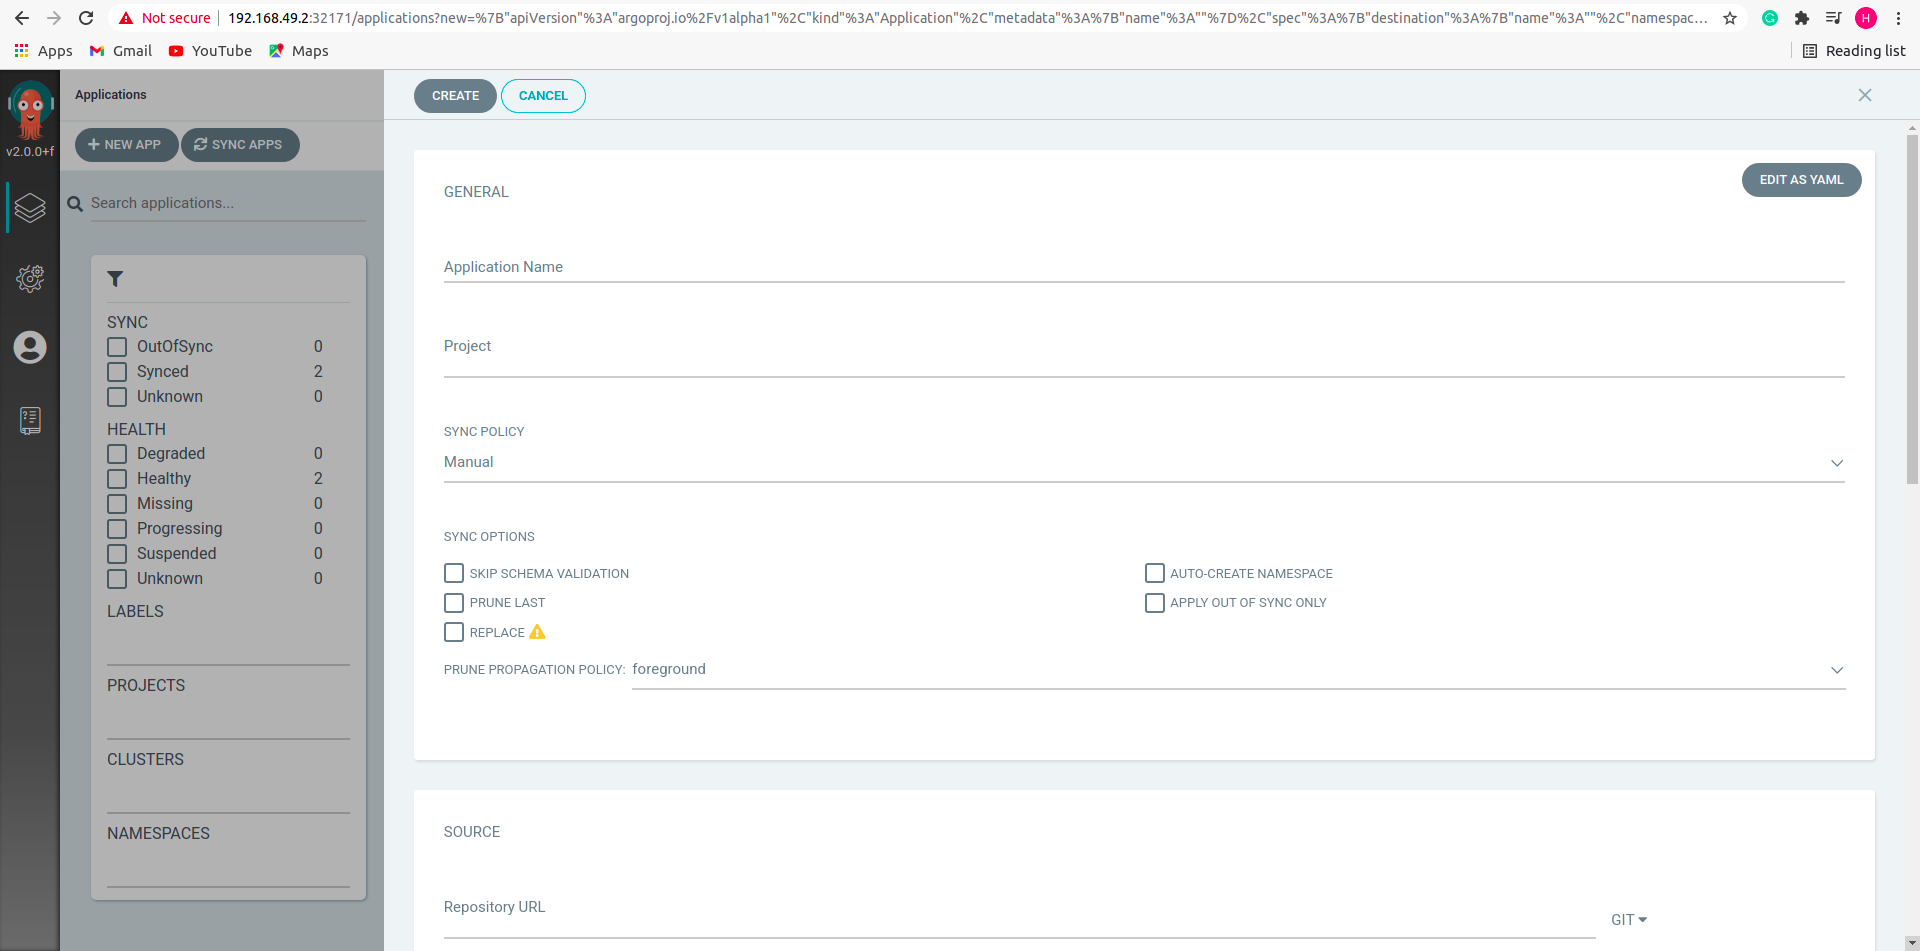 Not secure 192.168.49.2:32171/applications?new=%7B"apiVersion"%3A"argoproj.io%2Fv1alpha1"%2C"kind"%3A"Application"%2C"metadata"%3A%7B"name"%3A""%7D%2C"spec"%3A%7B"destination"%3A%7B"name"%3A""%2C"namespac... H
Apps Gmail YouTube Maps Reading list
v2.0.0+f
Applications
NEW APP SYNC APPS
Search applications...
SYNC
OutOfSync 0
Synced 2
Unknown 0
HEALTH
Degraded 0
Healthy 2
Missing 0
Progressing 0
Suspended 0
Unknown 0
LABELS
PROJECTS
CLUSTERS
NAMESPACES
CREATE CANCEL
GENERAL
EDIT AS YAML
Application Name
Project
SYNC POLICY
Manual
SYNC OPTIONS
SKIP SCHEMA VALIDATION AUTO-CREATE NAMESPACE
PRUNE LAST APPLY OUT OF SYNC ONLY
REPLACE
PRUNE PROPAGATION POLICY: foreground
SOURCE
Repository URL
GIT